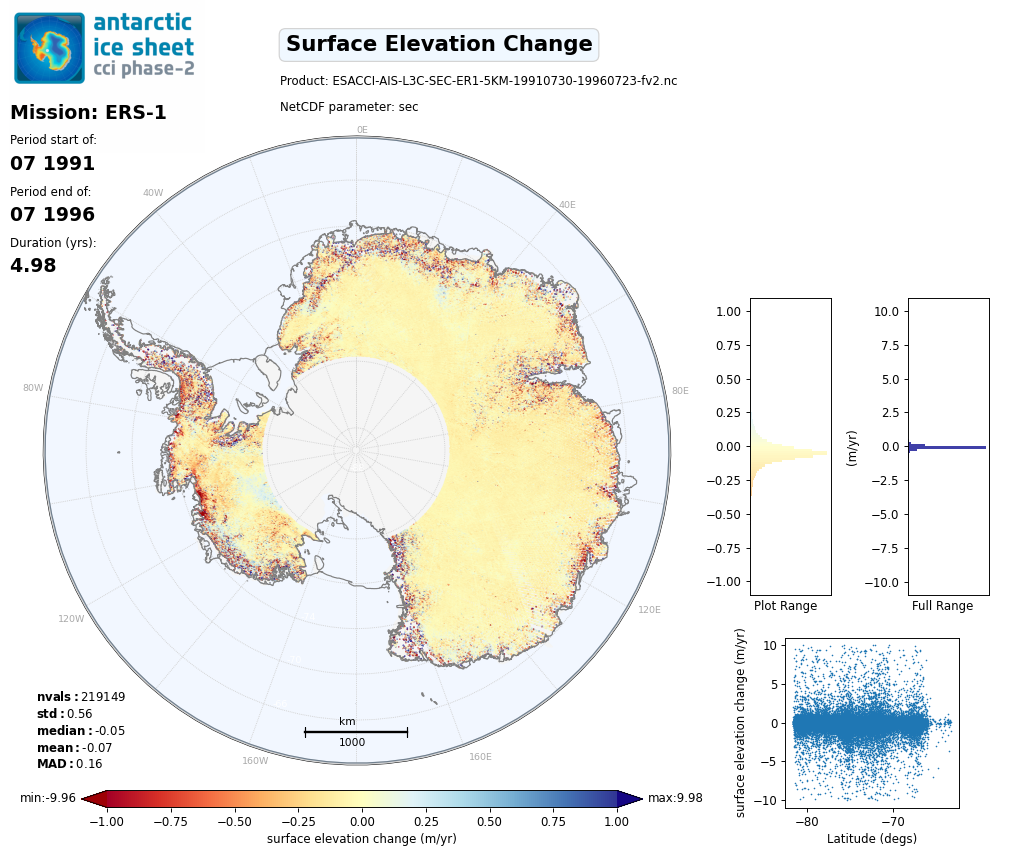 antarctic
ice sheet
cci phase-2
Surface Elevation Change
Product: ESACCI-AIS-L3C-SEC-ER1-5KM-19910730-19960723-fv2.nc
NetCDF parameter: sec
Mission: ERS-1
Period start of:
07 1991
Period end of:
07 1996
Duration (yrs):
4.98
0E
40W
40E
80W
80E
120W
120E
160W
160E
km
1000
nvals: 219149
std: 0.56
median: -0.05
mean: -0.07
MAD: 0.16
min:-9.96
max:9.98
−1.00 −0.75 −0.50 −0.25 0.00 0.25 0.50 0.75 1.00
surface elevation change (m/yr)
1.00
0.75
0.50
0.25
0.00
−0.25
−0.50
−0.75
−1.00
Plot Range
(m/yr)
10.0
7.5
5.0
2.5
0.0
−2.5
−5.0
−7.5
−10.0
Full Range
surface elevation change (m/yr)
10
5
0
−5
−10
−80 −70
Latitude (degs)